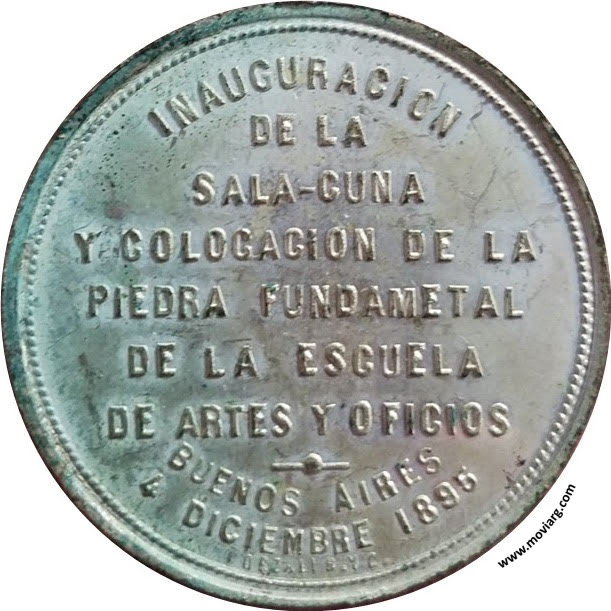 INAUGURACION
DE LA
SALA-CUNA
Y COLOCACION DE LA
PIEDRA FUNDAMETAL
DE LA ESCUELA
DE ARTES Y OFICIOS
BUENOS AIRES
4 DICIEMBRE 1895
www.moviarg.com